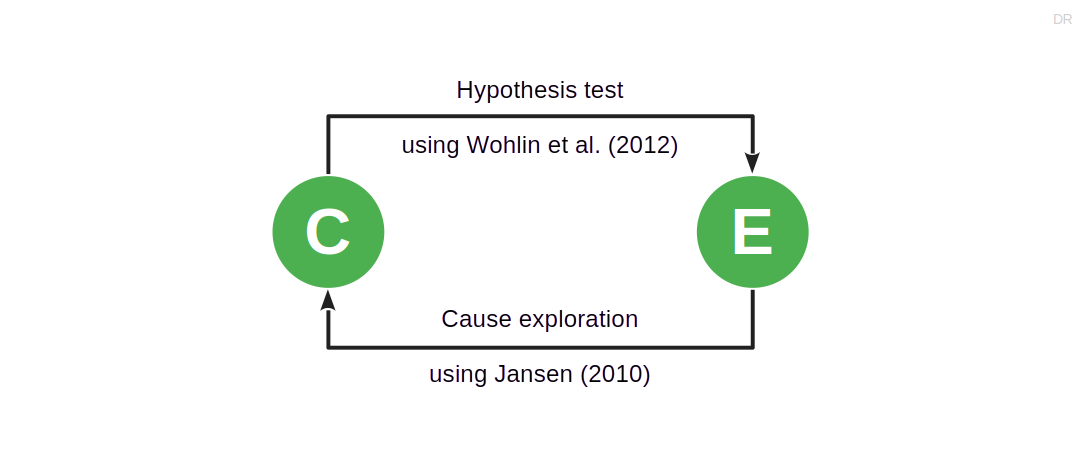 DR
Hypothesis test
using Wohlin et al. (2012)
C
E
Cause exploration
using Jansen (2010)